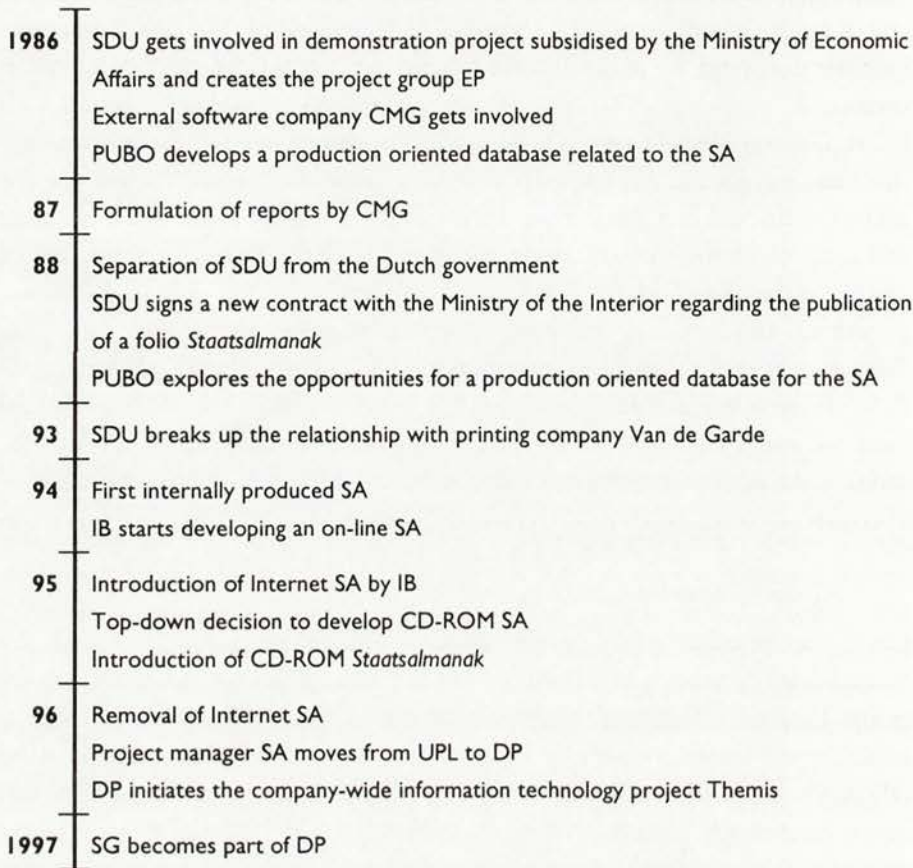 1986 SDU gets involved in demonstration project subsidised by the Ministry of Economic
Affairs and creates the project group EP
External software company CMG gets involved
PUBO develops a production oriented database related to the SA
87 Formulation of reports by CMG
88 Separation of SDU from the Dutch government
SDU signs a new contract with the Ministry of the Interior regarding the publication
of a folio Staatsalmanak
PUBO explores the opportunities for a production oriented database for the SA
93 SDU breaks up the relationship with printing company Van de Garde
94 First internally produced SA
IB starts developing an on-line SA
95 Introduction of Internet SA by IB
Top-down decision to develop CD-ROM SA
Introduction of CD-ROM Staatsalmanak
96 Removal of Internet SA
Project manager SA moves from UPL to DP
DP initiates the company-wide information technology project Themis
1997 SG becomes part of DP